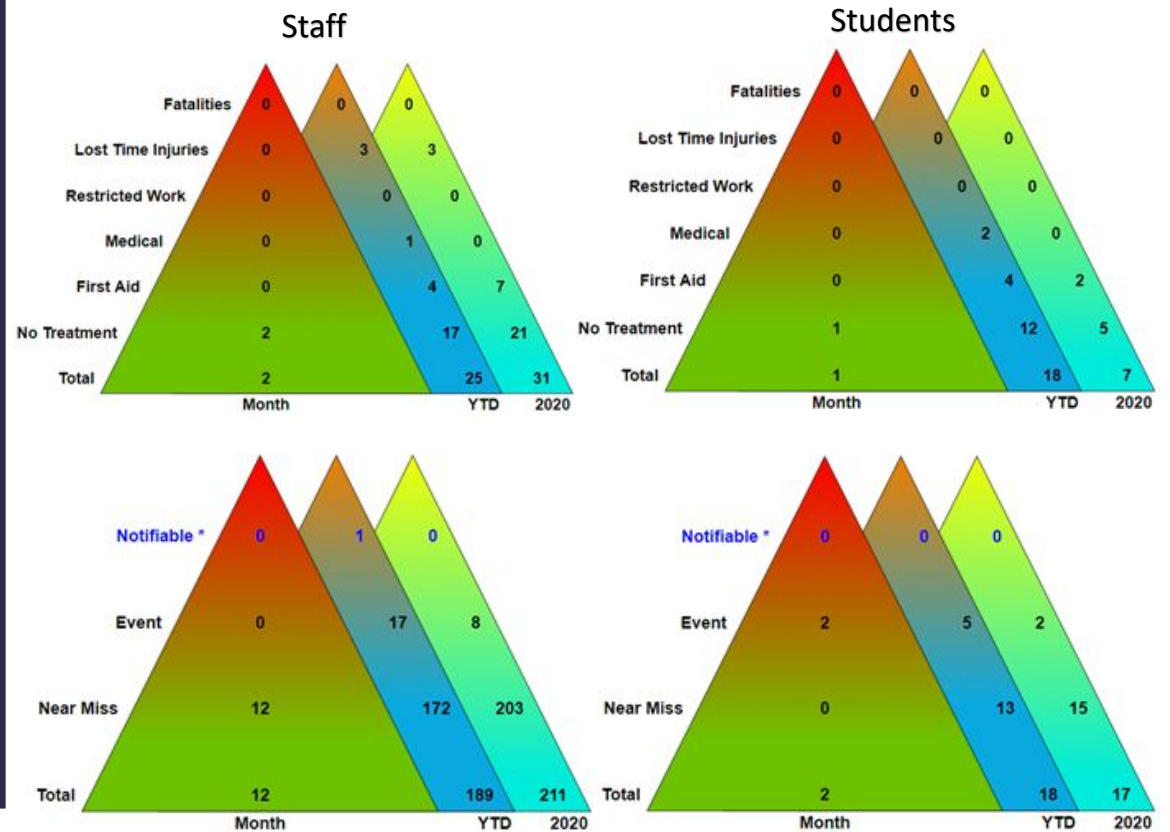 Staff
Fatalities 0 0 0
Lost Time Injuries 0 3 3
Restricted Work 0 0 0
Medical 0 1 0
First Aid 0 4 7
No Treatment 2 17 21
Total 2 25 31
Month YTD 2020
Students
Fatalities 0 0 0
Lost Time Injuries 0 0 0
Restricted Work 0 0 0
Medical 0 2 0
First Aid 0 4 2
No Treatment 1 12 5
Total 1 18 7
Month YTD 2020
Notifiable * 0 1 0
Event 0 17 8
Near Miss 12 172 203
Total 12 189 211
Month YTD 2020
Notifiable * 0 0 0
Event 2 5 2
Near Miss 0 13 15
Total 2 18 17
Month YTD 2020